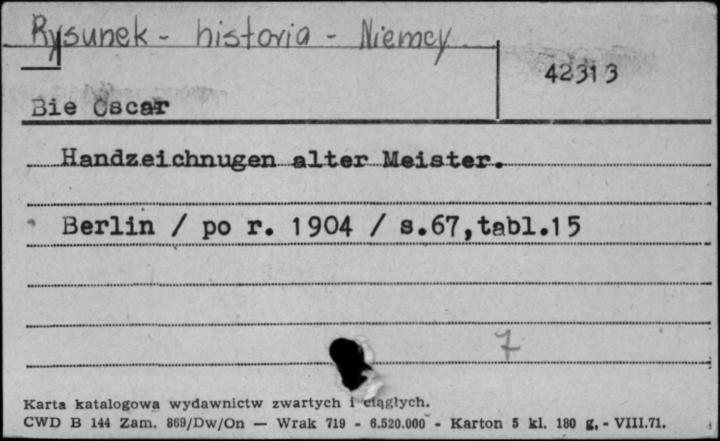 Rysunek - historia - Niemcy
42313
Bie Oscar
Handzeichnugen alter Meister.
Berlin / po r. 1904 / s.67,tabl.15
7
Karta katalogowa wydawnictw zwartych i ciągłych.
CWD B 144 Zam. 869/Dw/On — Wrak 719 - 6.520.000 - Karton 5 kl. 180 g. - VIII.71.